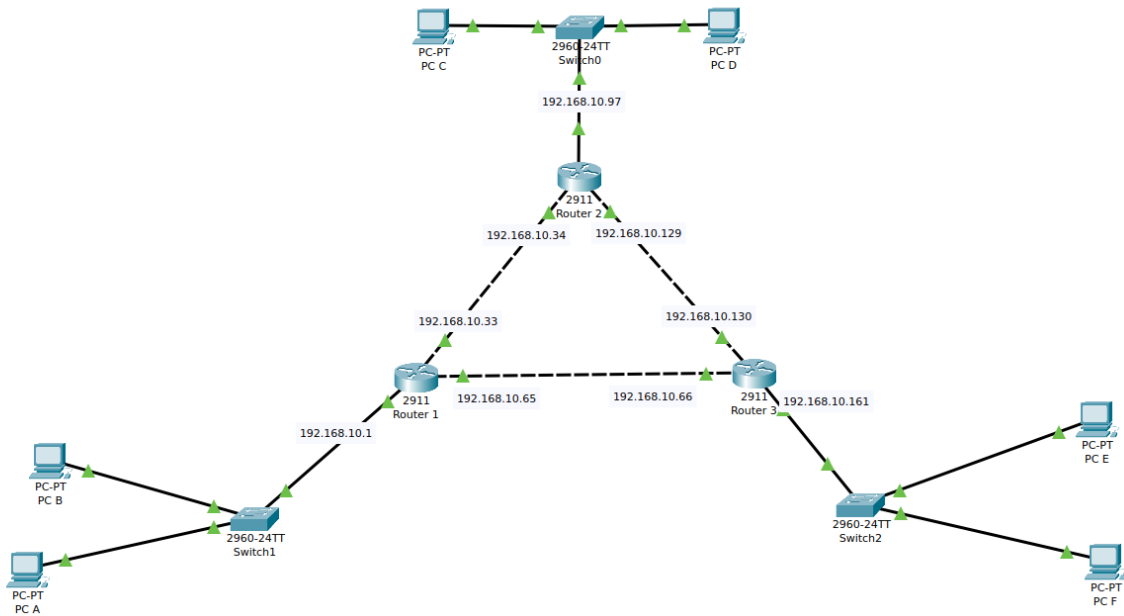 PC-PT
PC C
2960-24TT
Switch0
PC-PT
PC D
192.168.10.97
2911
Router 2
192.168.10.34
192.168.10.129
192.168.10.33
192.168.10.130
2911
Router 1
192.168.10.65
192.168.10.66
2911
Router 3
192.168.10.161
192.168.10.1
PC-PT
PC B
PC-PT
PC E
2960-24TT
Switch1
2960-24TT
Switch2
PC-PT
PC A
PC-PT
PC F